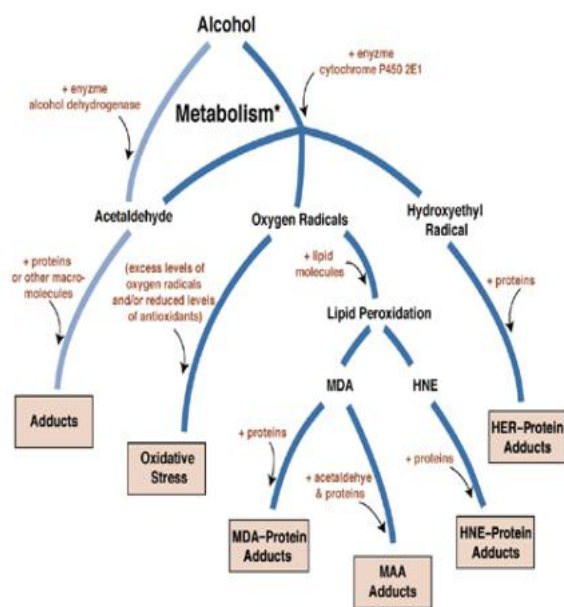 Alcohol
+ enyzme
alcohol dehydrogenase
+ enzyme
cytochrome P450 2E1
Metabolism*
Acetaldehyde
Oxygen Radicals
Hydroxyethyl
Radical
+ proteins
or other macro-
molecules
(excess levels of
oxygen radicals
and/or reduced levels
of antioxidants)
+ lipid
molecules
+ proteins
Lipid Peroxidation
MDA
HNE
Adducts
Oxidative
Stress
+ proteins
+ acetaldehye
& proteins
+ proteins
HER-Protein
Adducts
MDA–Protein
Adducts
MAA
Adducts
HNE–Protein
Adducts